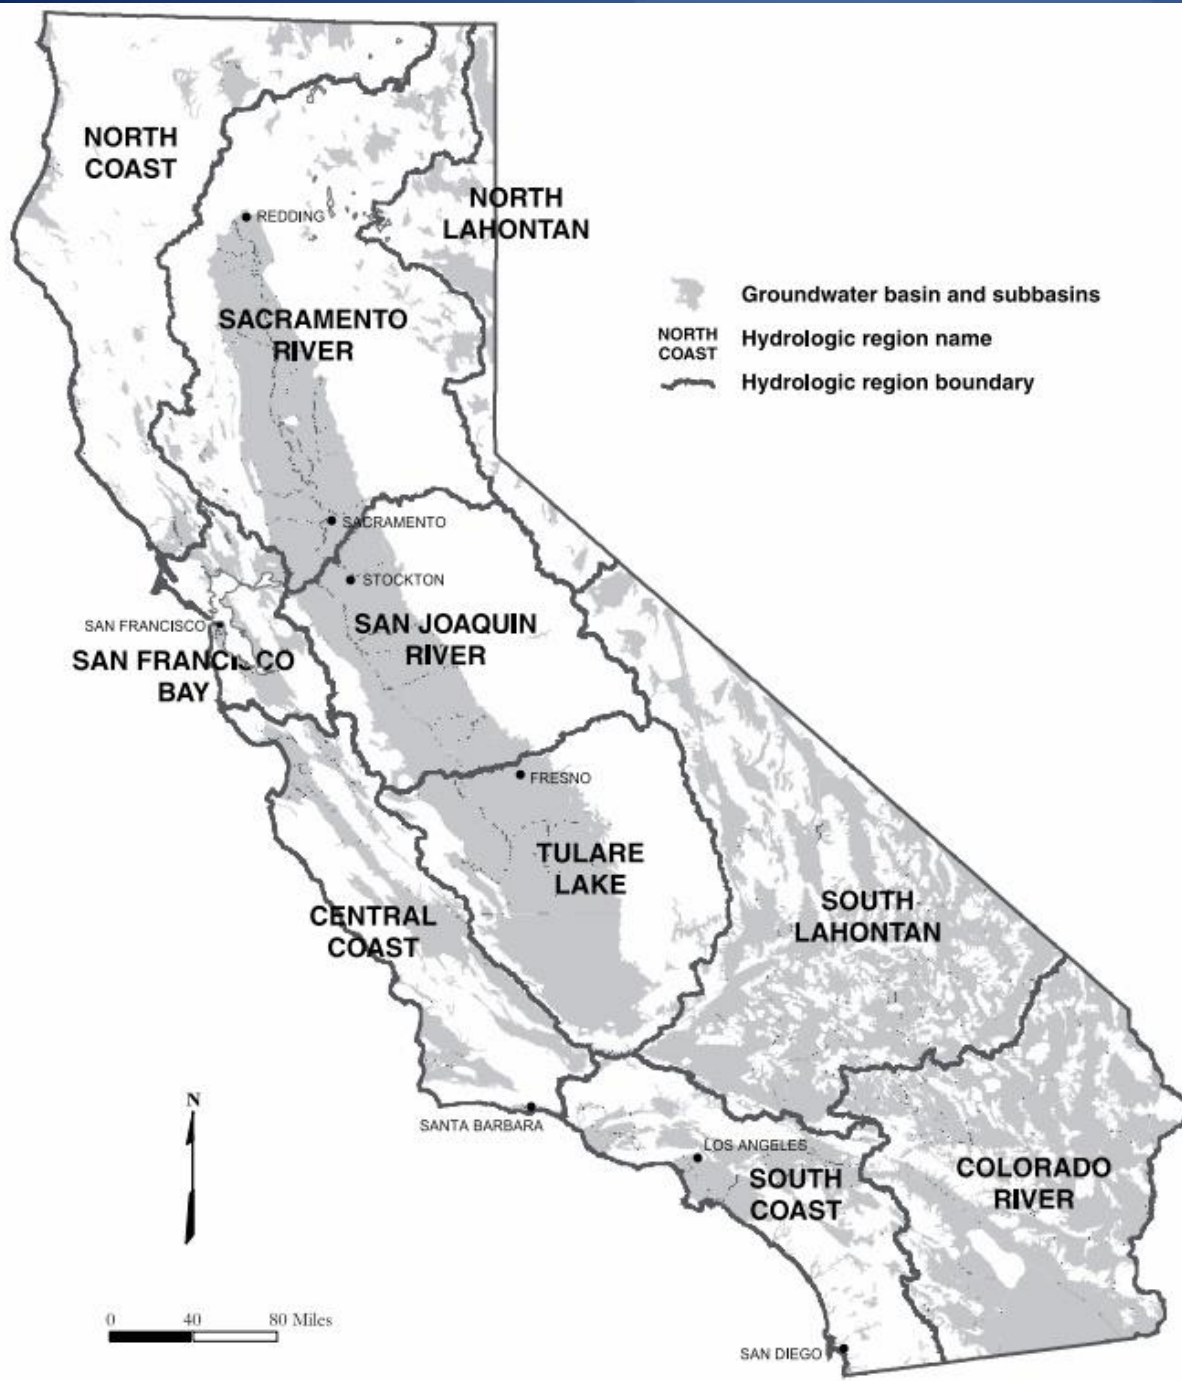 NORTH
COAST
REDDING
NORTH
LAHONTAN
SACRAMENTO
RIVER
Groundwater basin and subbasins
NORTH
COAST
Hydrologic region name
Hydrologic region boundary
SACRAMENTO
STOCKTON
SAN FRANCISCO
SAN JOAQUIN
RIVER
SAN FRANCISCO
BAY
FRESNO
TULARE
LAKE
CENTRAL
COAST
SOUTH
LAHONTAN
N
SANTA BARBARA
LOS ANGELES
SOUTH
COAST
COLORADO
RIVER
0 40 80 Miles
SAN DIEGO